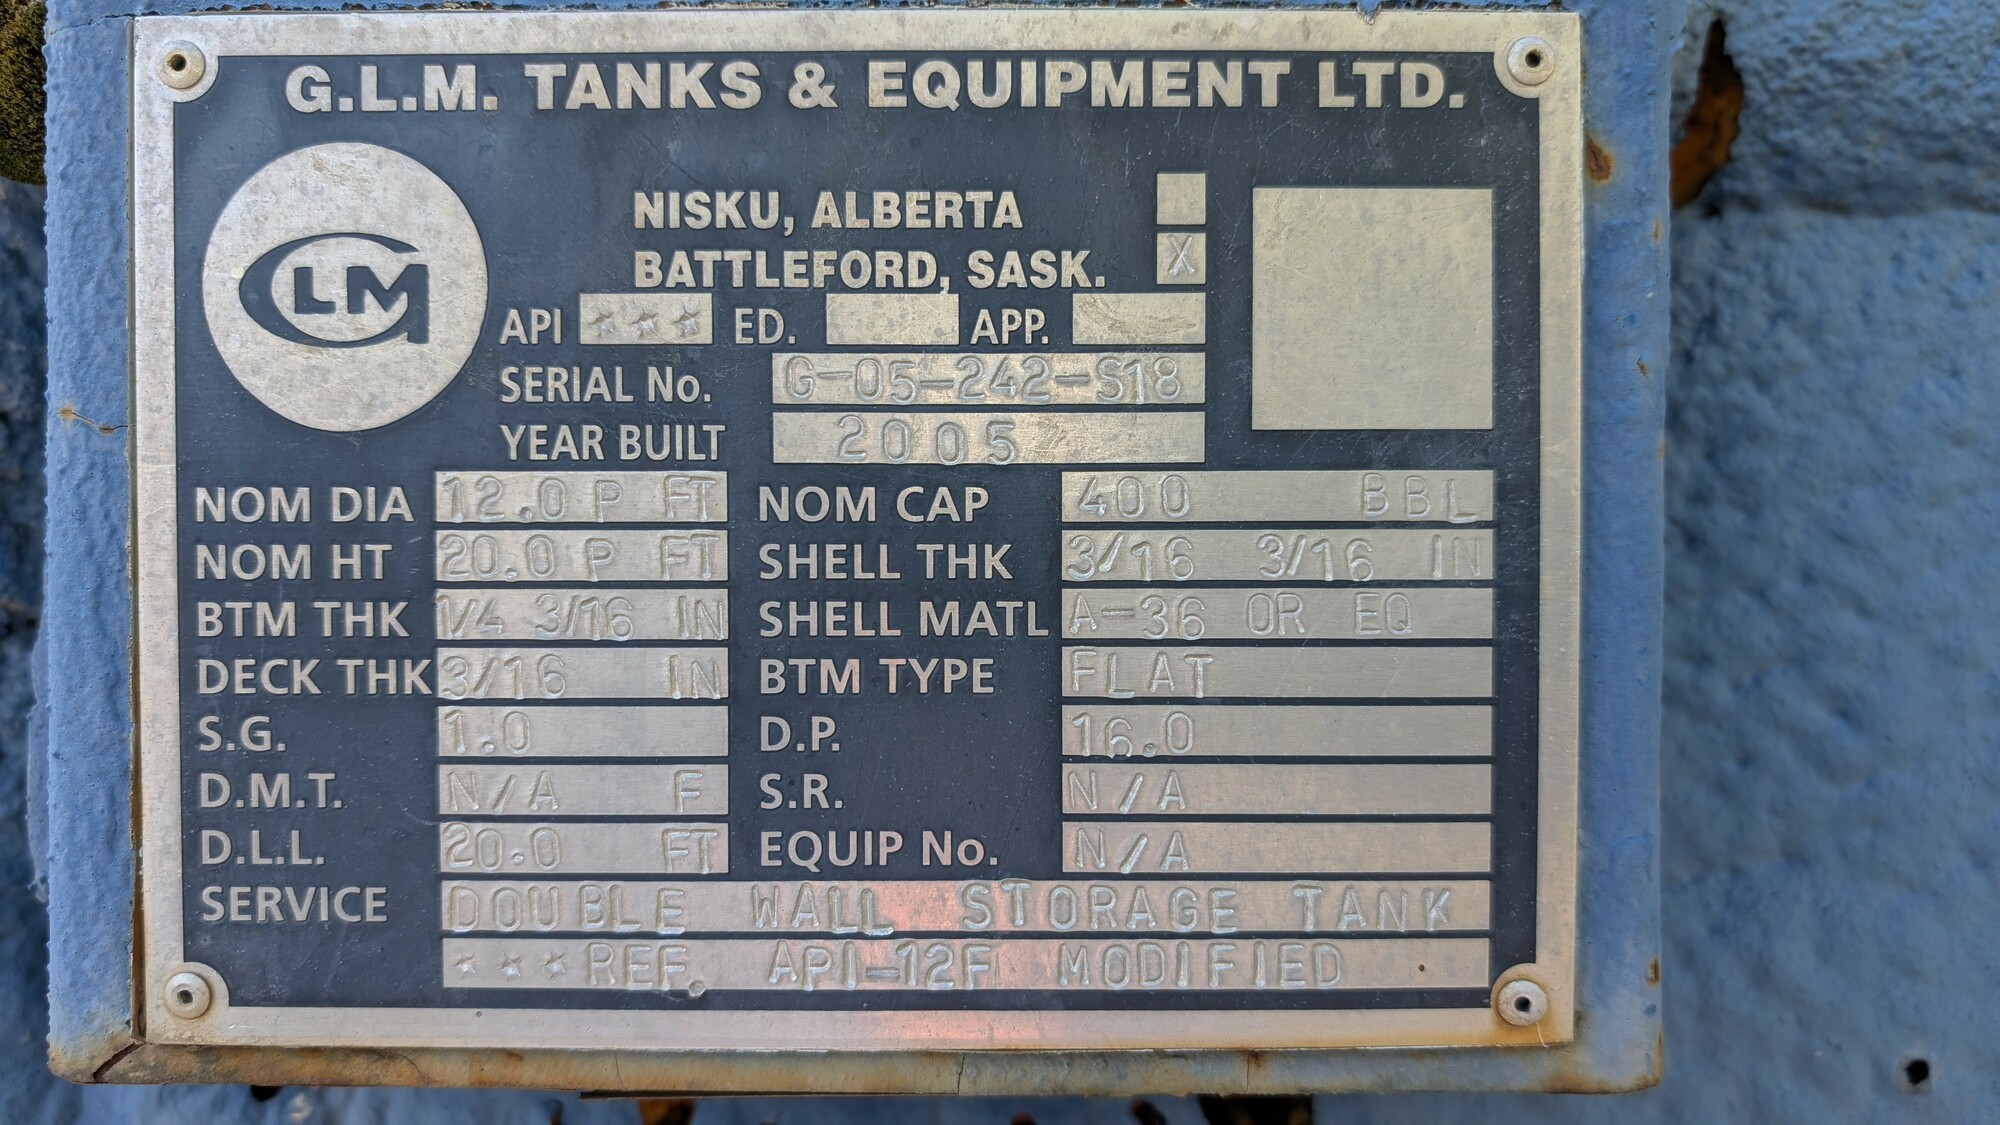 G.L.M. TANKS & EQUIPMENT LTD.
GLM
NISKU, ALBERTA
BATTLEFORD, SASK. X
API *** ED. APP.
SERIAL No. G-05-242-S18
YEAR BUILT 2005
NOM DIA 12.0 P FT NOM CAP 400 BBL
NOM HT 20.0 P FT SHELL THK 3/16 3/16 IN
BTM THK 1/4 3/16 IN SHELL MATL A-36 OR EQ
DECK THK 3/16 IN BTM TYPE FLAT
S.G. 1.0 D.P. 16.0
D.M.T. N/A F S.R. N/A
D.L.L. 20.0 FT EQUIP No. N/A
SERVICE DOUBLE WALL STORAGE TANK
***REF. API-12F MODIFIED